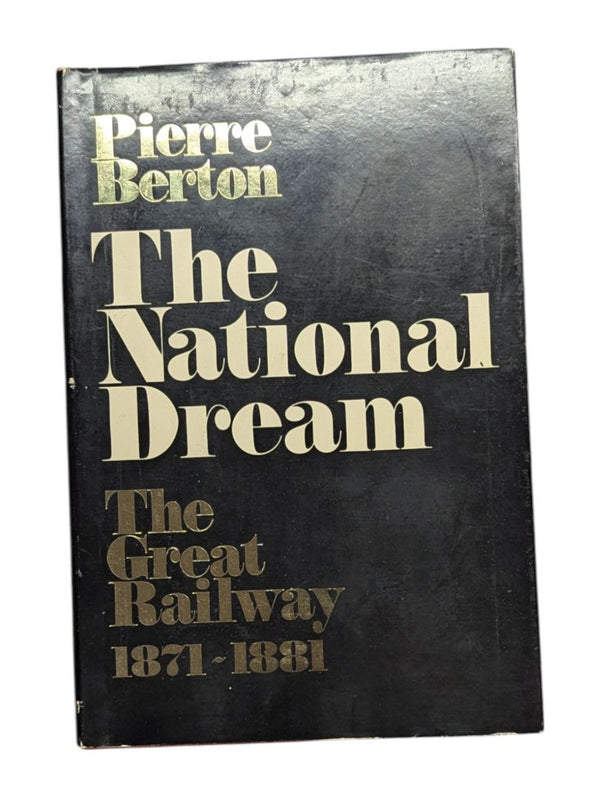 Pierre
Berton
The
National
Dream
The
Great
Railway
1871-1881